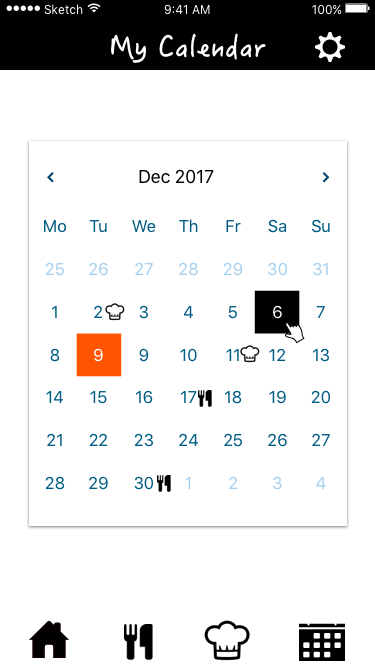 Sketch 9:41 AM 100%
My Calendar
Dec 2017
Mo Tu We Th Fr Sa Su
25 26 27 28 29 30 31
1 2 3 4 5 6 7
8 9 9 10 11 12 13
14 15 16 17 18 19 20
21 22 23 24 25 26 27
28 29 30 1 2 3 4